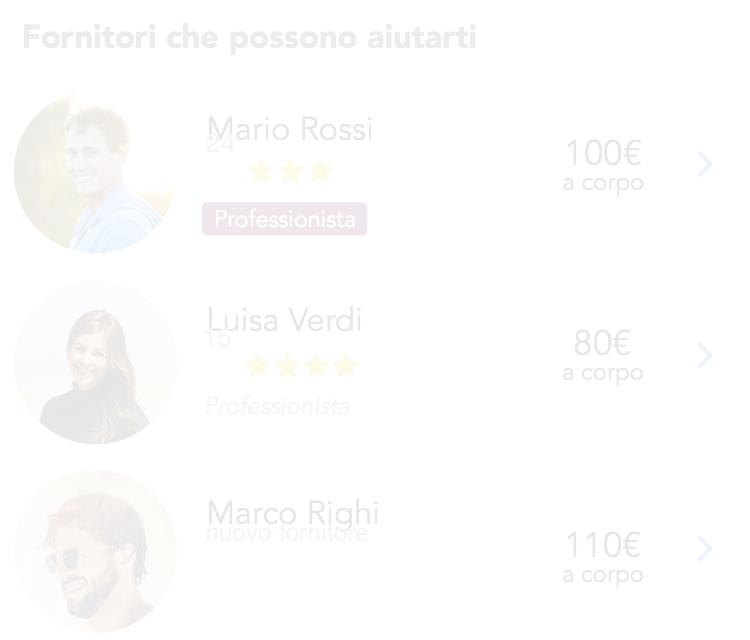 Fornitori che possono aiutarti
Mario Rossi
24
100€
a corpo
Professionista
Luisa Verdi
15
80€
a corpo
Professionista
Marco Righi
nuovo fornitore
110€
a corpo